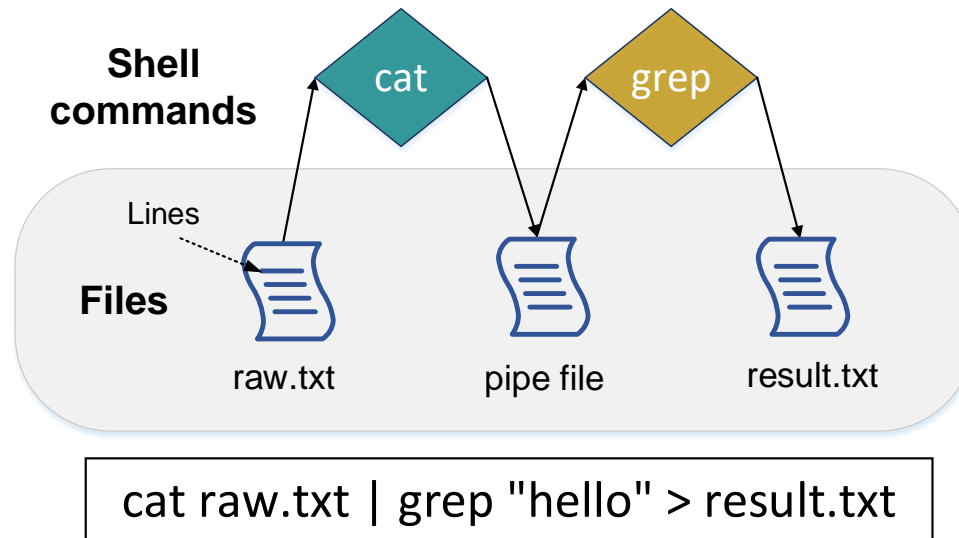 Shell
commands
cat
grep
Lines
Files
raw.txt
pipe file
result.txt
cat raw.txt | grep "hello" > result.txt